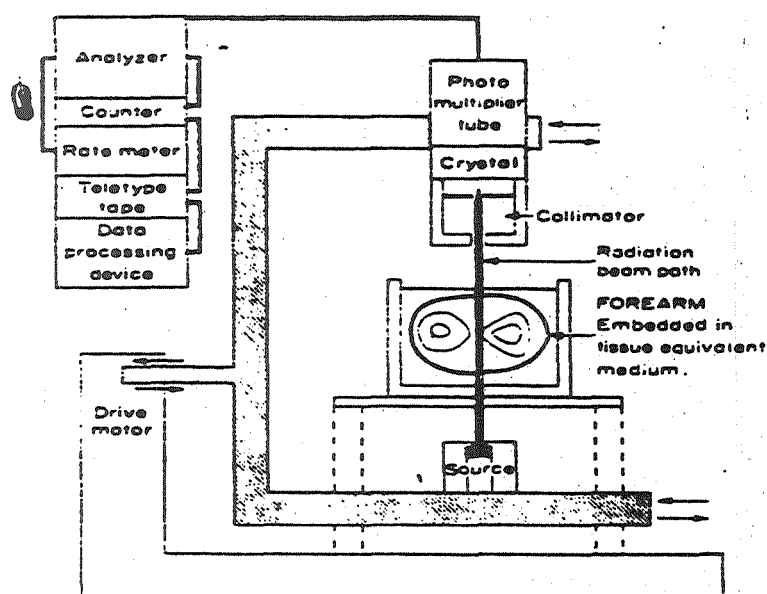 Analyzer
Counter
Rate meter
Teletype
tape
Data
processing
device
Photo
multiplier
tube
Crystal
Collimator
Radiation
beam path
FOREARM
Embedded in
tissue equivalent
medium.
Drive
motor
Source